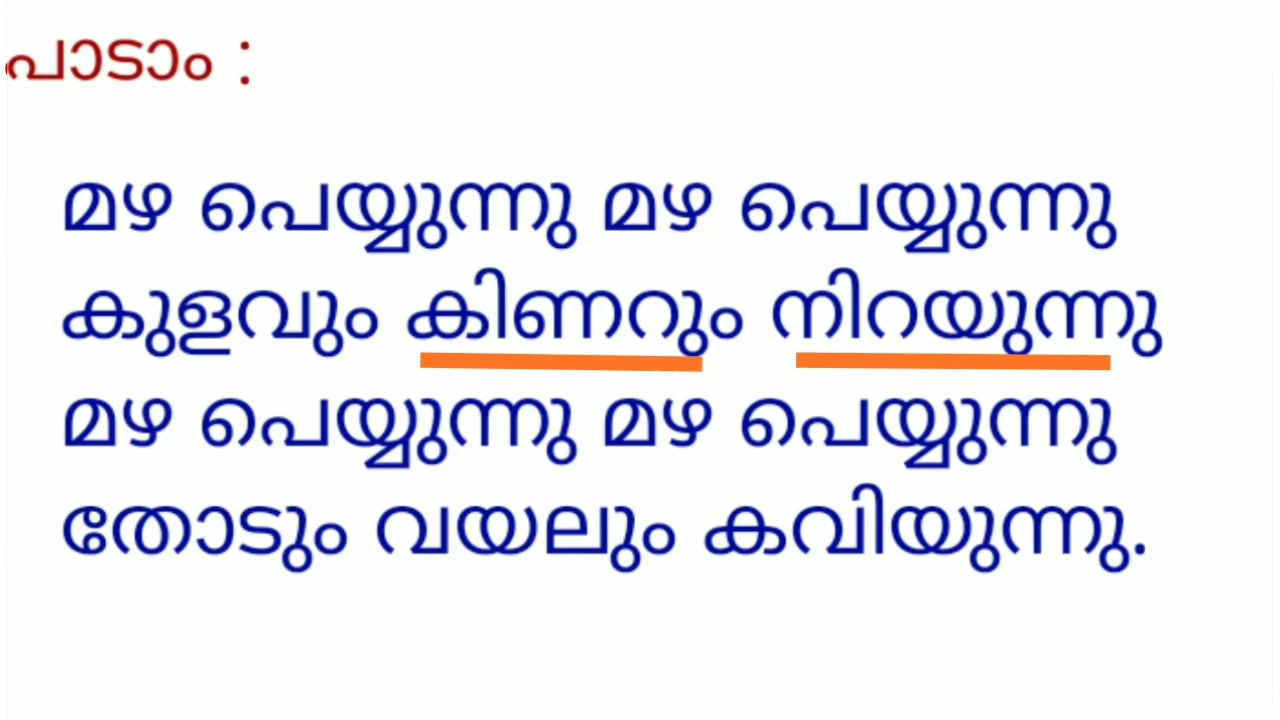 പാടാം :
മഴ പെയ്യുന്നു മഴ പെയ്യുന്നു
കുളവും കിണറും നിറയുന്നു
മഴ പെയ്യുന്നു മഴ പെയ്യുന്നു
തോടും വയലും കവിയുന്നു.